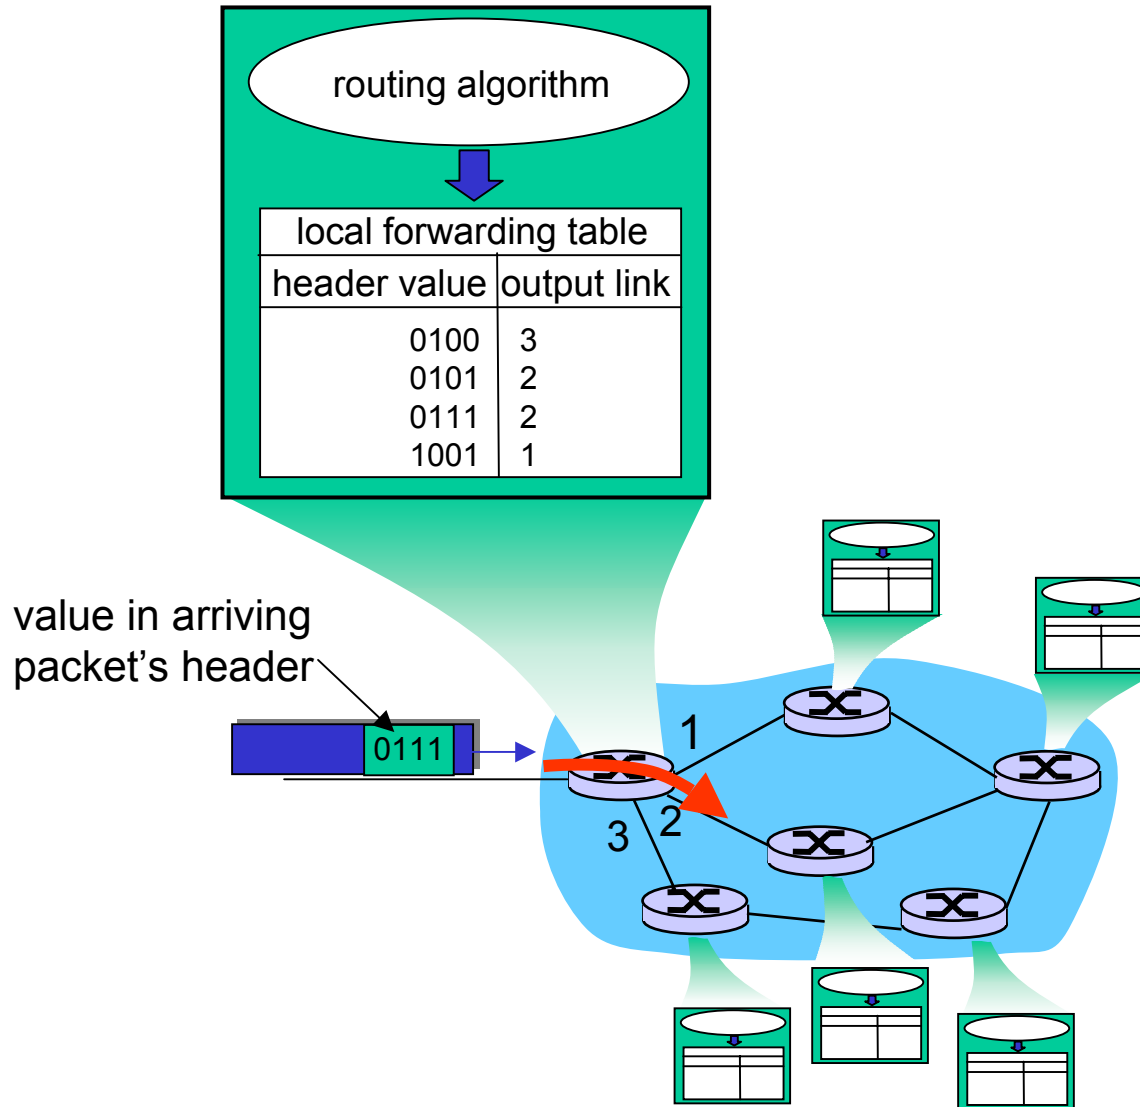 routing algorithm
local forwarding table
header value output link
0100 3
0101 2
0111 2
1001 1
value in arriving
packet’s header
0111
1
2
3